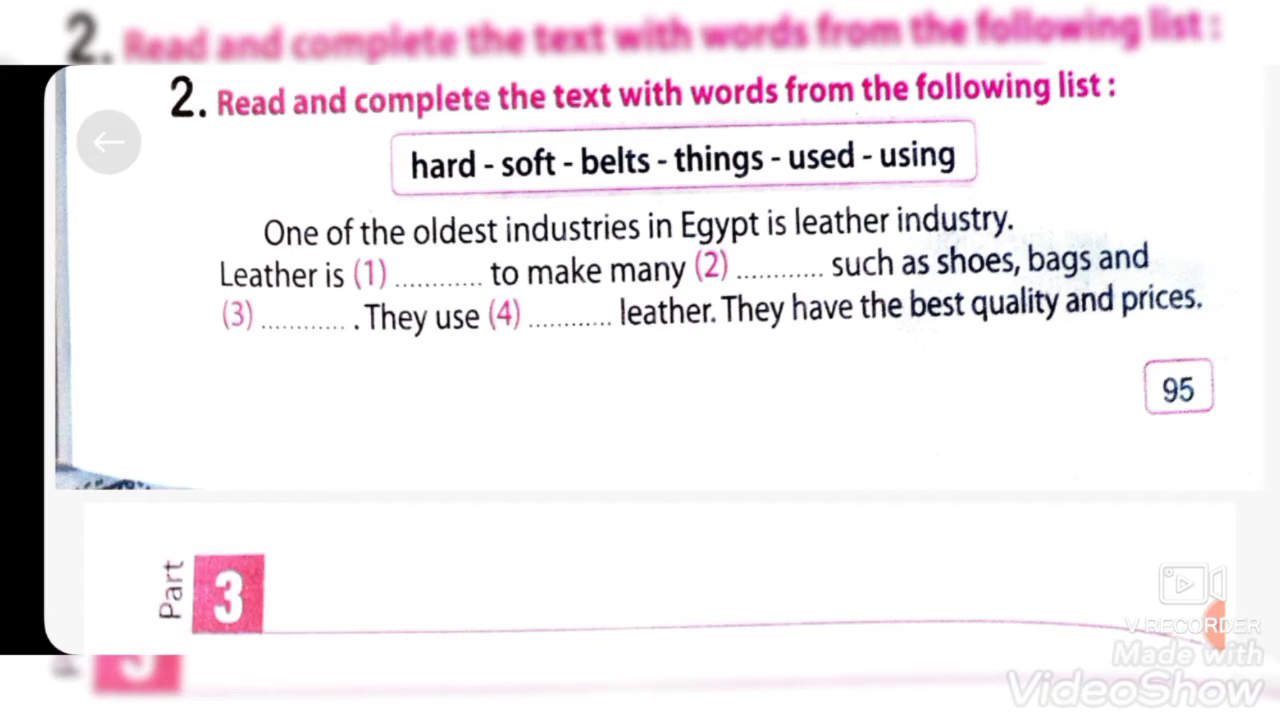 2. Read and complete the text with words from the following list :
2. Read and complete the text with words from the following list :
hard - soft - belts - things - used - using
One of the oldest industries in Egypt is leather industry.
Leather is (1) ............ to make many (2) ............ such as shoes, bags and
(3) ............ . They use (4) ............ leather. They have the best quality and prices.
95
Part
3
V RECORDER
Made with
VideoShow